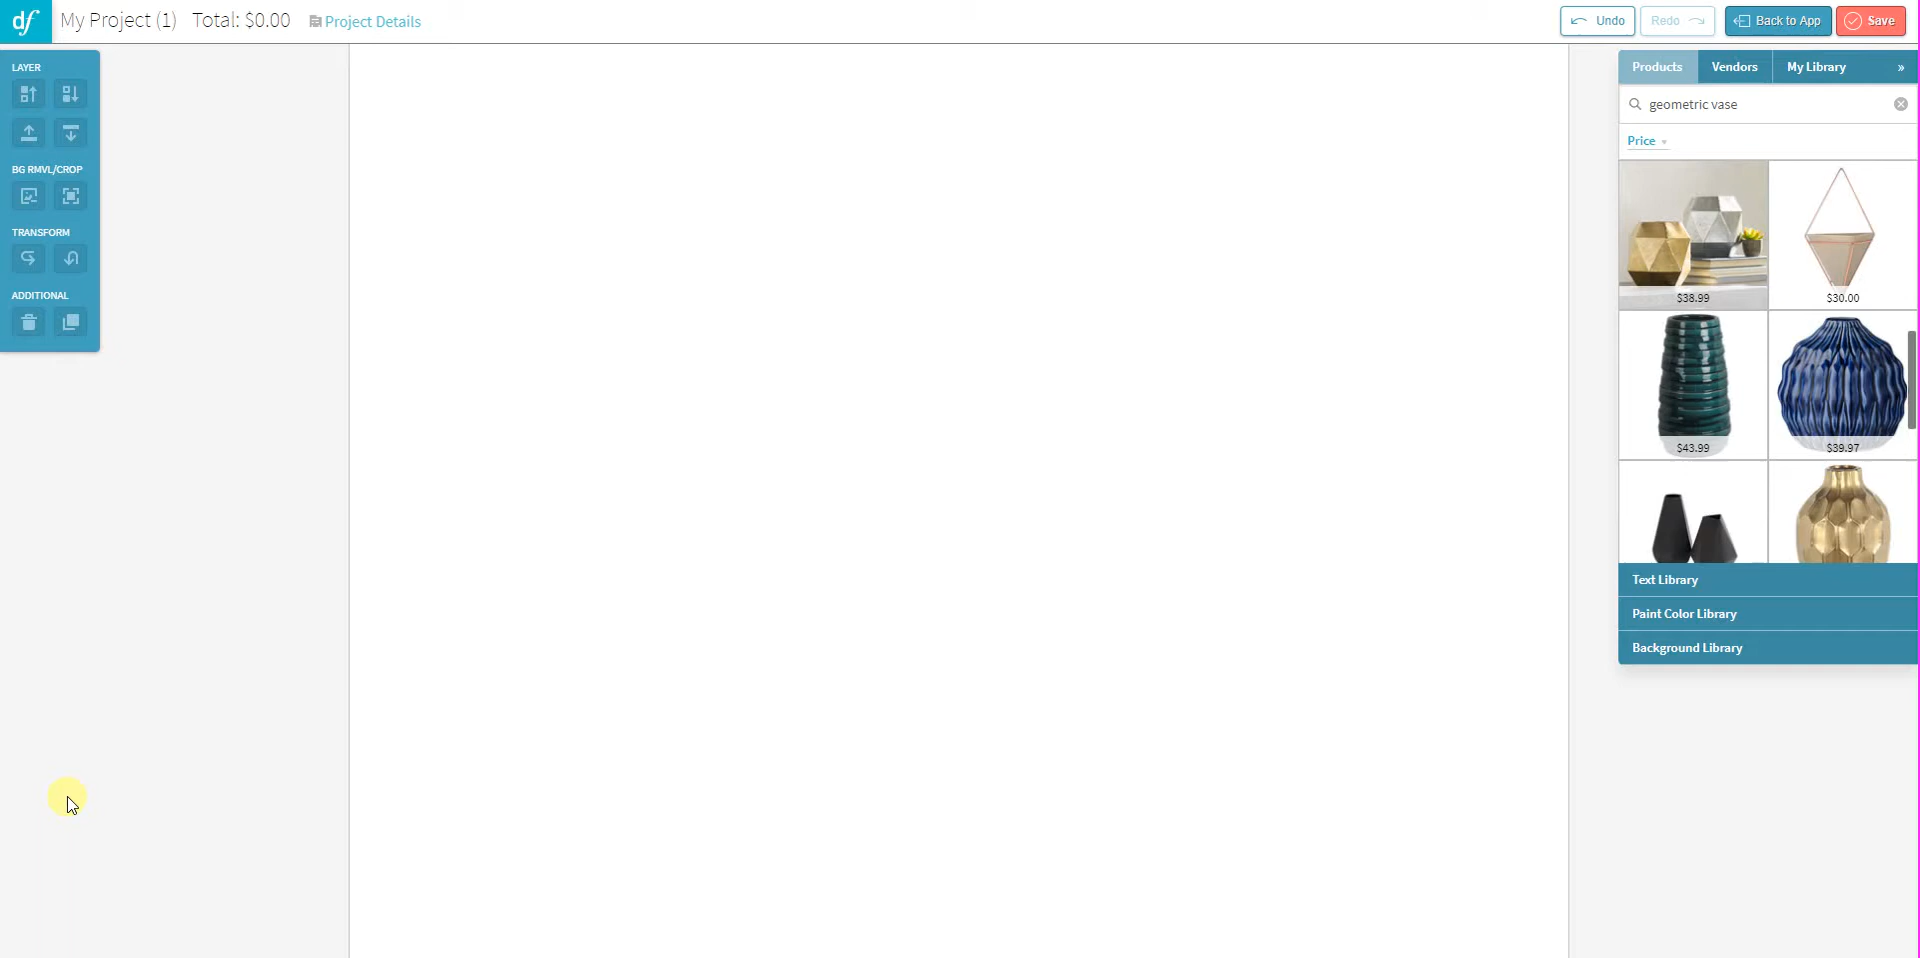 df My Project (1) Total: $0.00 Project Details Undo Redo Back to App Save
LAYER
BG RMVL/CROP
TRANSFORM
ADDITIONAL
Products Vendors My Library »
geometric vase
Price
$38.99 $30.00
$43.99 $39.97
Text Library
Paint Color Library
Background Library